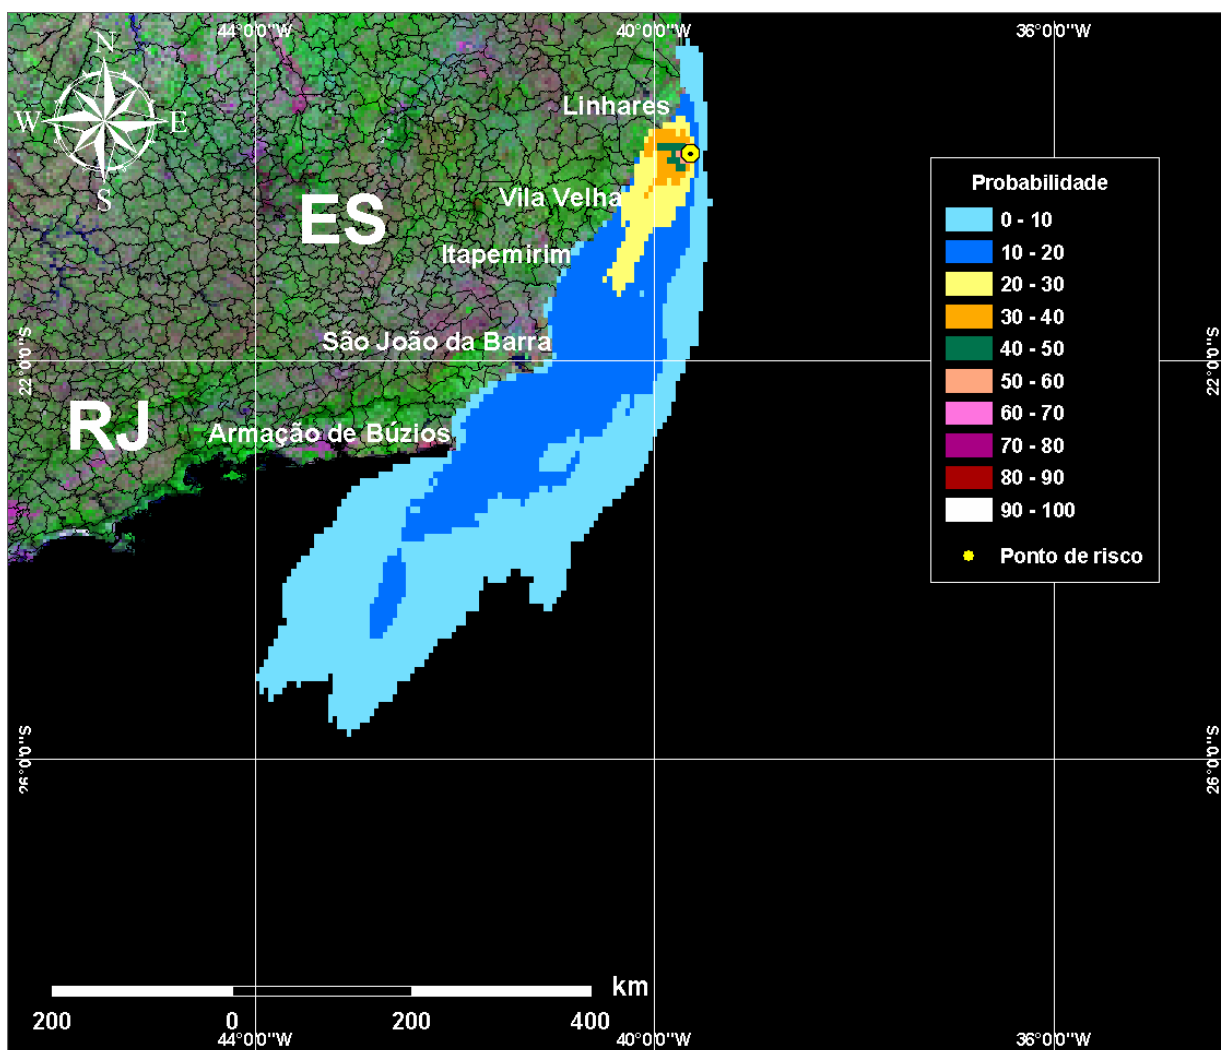 44°0'0"W
40°0'0"W
36°0'0"W
N
W
E
S
Linhares
Vila Velha
ES
Itapemirim
São João da Barra
22°0'0"S
22°0'0"S
RJ
Armação de Búzios
Probabilidade
0 - 10
10 - 20
20 - 30
30 - 40
40 - 50
50 - 60
60 - 70
70 - 80
80 - 90
90 - 100
Ponto de risco
26°0'0"S
26°0'0"S
km
200
0
200
400
44°0'0"W
40°0'0"W
36°0'0"W